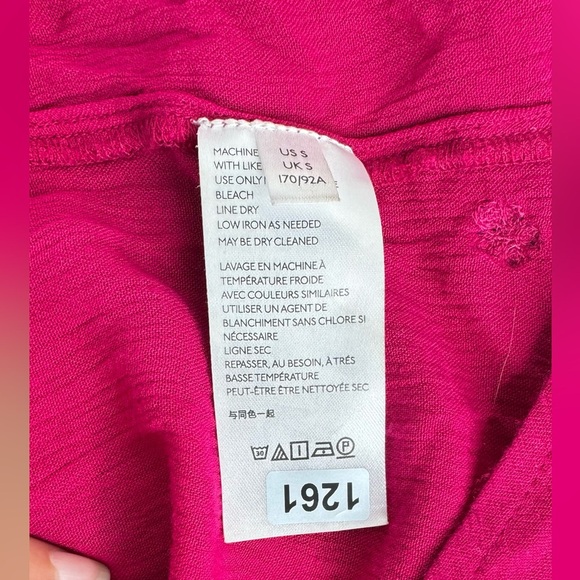 US S
UK S
170/92A
MACHINE
WITH LIKE
USE ONLY
BLEACH
LINE DRY
LOW IRON AS NEEDED
MAY BE DRY CLEANED
LAVAGE EN MACHINE À
TEMPÉRATURE FROIDE
AVEC COULEURS SIMILAIRES
UTILISER UN AGENT DE
BLANCHIMENT SANS CHLORE SI
NÉCESSAIRE
LIGNE SEC
REPASSER, AU BESOIN, À TRÉS
BASSE TEMPÉRATURE
PEUT-ÊTRE ÊTRE NETTOYÉE SEC
与同色一起
30 P
1261